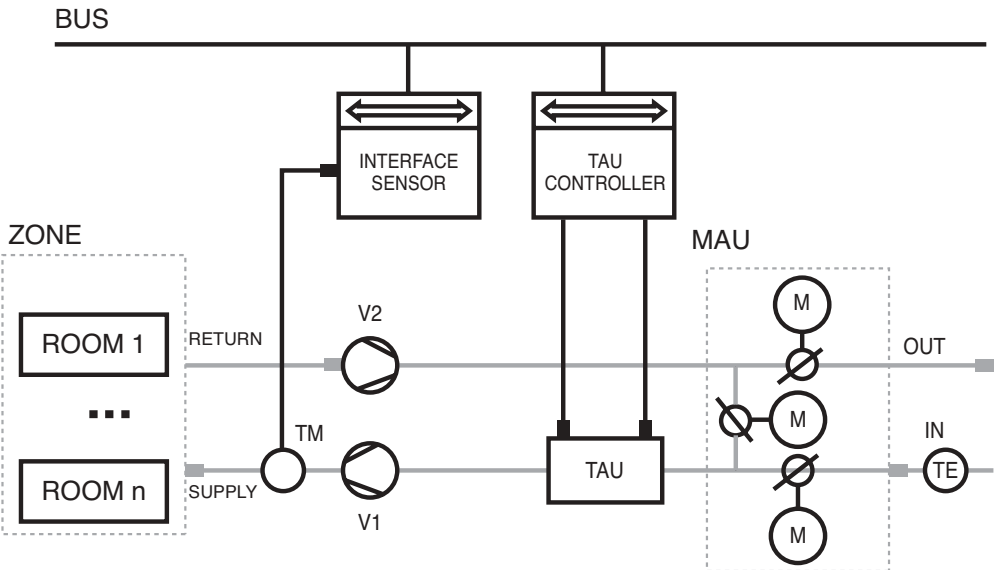 BUS
INTERFACE
SENSOR
TAU
CONTROLLER
ZONE
MAU
M
V2
ROOM 1
RETURN
OUT
...
M
TM
IN
ROOM n
SUPPLY
TAU
TE
V1
M